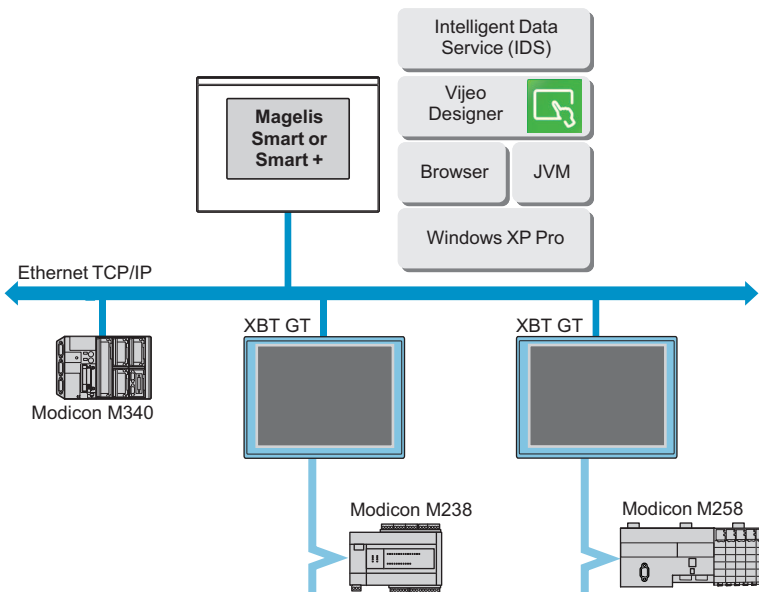 Intelligent Data
Service (IDS)
Vijeo
Designer
Magelis
Smart or
Smart +
Browser
JVM
Windows XP Pro
Ethernet TCP/IP
XBT GT
XBT GT
Modicon M340
Modicon M238
Modicon M258